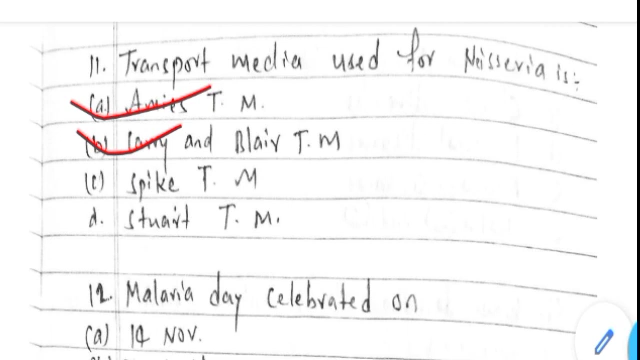 11. Transport media used for Neisseria is:-
(a) Amies T. M.
(b) Carry and Blair T. M
(c) Spike T. M
d. Stuart T. M.
12. Malaria day celebrated on
(a) 14 Nov.